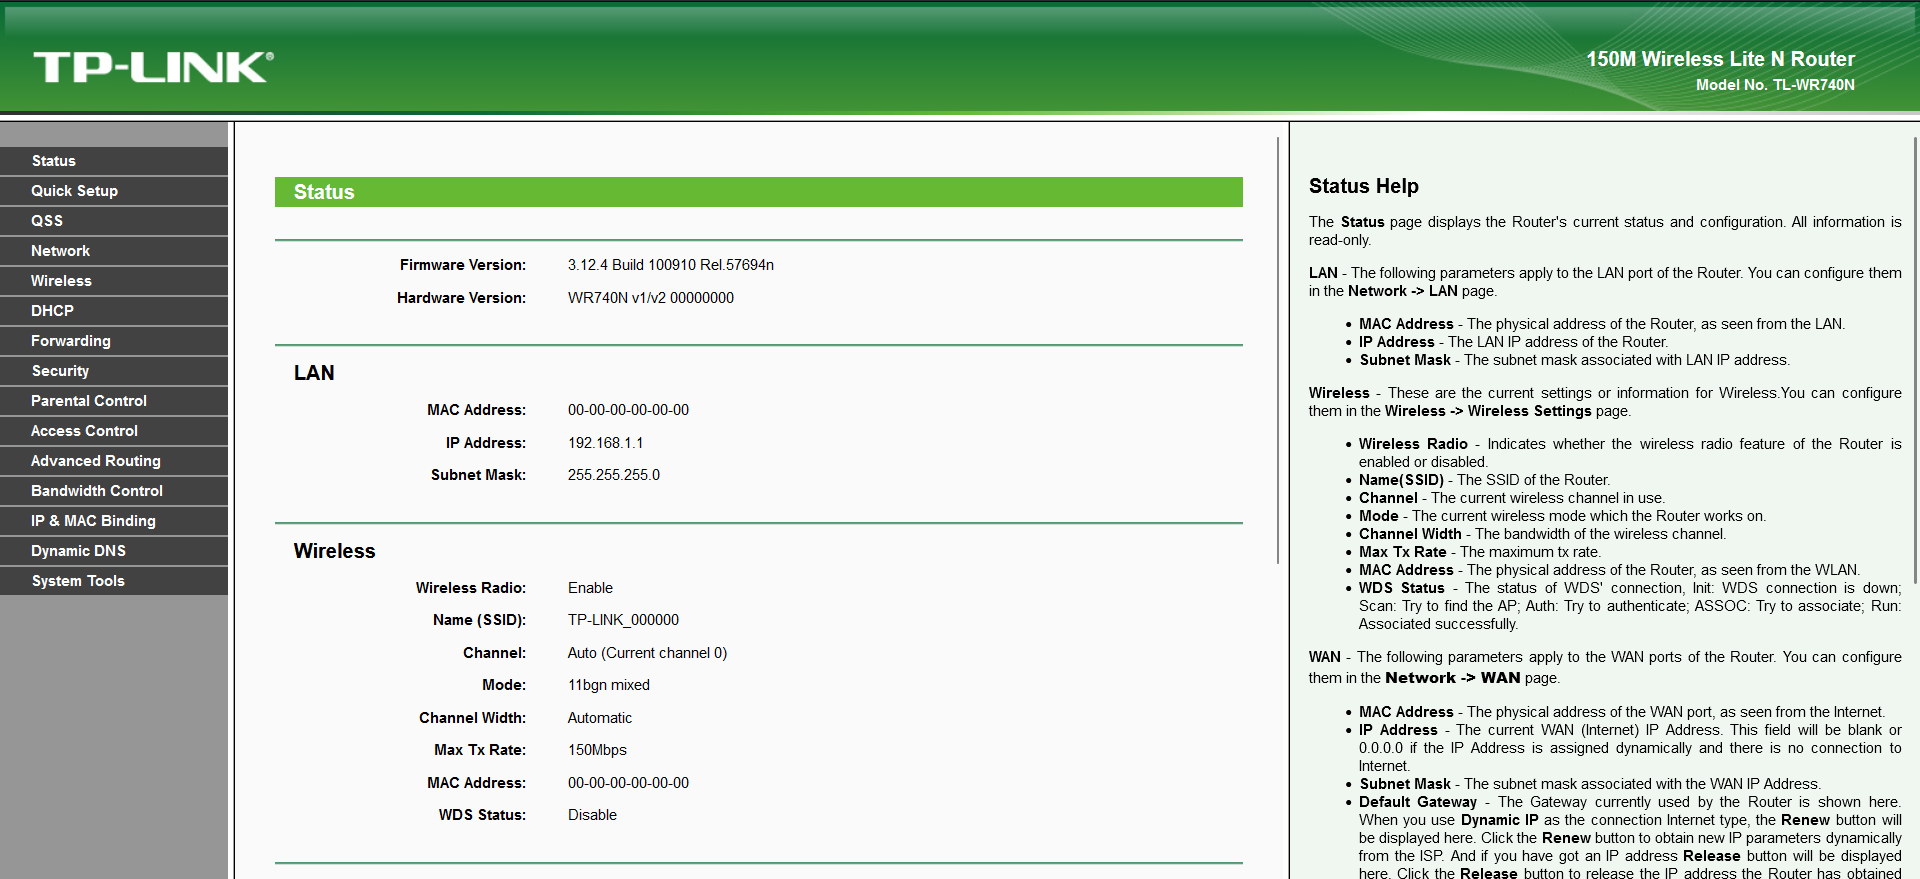 TP-LINK®
150M Wireless Lite N Router
Model No. TL-WR740N
Status
Quick Setup
QSS
Network
Wireless
DHCP
Forwarding
Security
Parental Control
Access Control
Advanced Routing
Bandwidth Control
IP & MAC Binding
Dynamic DNS
System Tools
Status
Firmware Version: 3.12.4 Build 100910 Rel.57694n
Hardware Version: WR740N v1/v2 00000000
LAN
MAC Address: 00-00-00-00-00-00
IP Address: 192.168.1.1
Subnet Mask: 255.255.255.0
Wireless
Wireless Radio: Enable
Name (SSID): TP-LINK_000000
Channel: Auto (Current channel 0)
Mode: 11bgn mixed
Channel Width: Automatic
Max Tx Rate: 150Mbps
MAC Address: 00-00-00-00-00-00
WDS Status: Disable
Status Help
The Status page displays the Router's current status and configuration. All information is
read-only.
LAN - The following parameters apply to the LAN port of the Router. You can configure them
in the Network -> LAN page.
• MAC Address - The physical address of the Router, as seen from the LAN.
• IP Address - The LAN IP address of the Router.
• Subnet Mask - The subnet mask associated with LAN IP address.
Wireless - These are the current settings or information for Wireless.You can configure
them in the Wireless -> Wireless Settings page.
• Wireless Radio - Indicates whether the wireless radio feature of the Router is
enabled or disabled.
• Name(SSID) - The SSID of the Router.
• Channel - The current wireless channel in use.
• Mode - The current wireless mode which the Router works on.
• Channel Width - The bandwidth of the wireless channel.
• Max Tx Rate - The maximum tx rate.
• MAC Address - The physical address of the Router, as seen from the WLAN.
• WDS Status - The status of WDS' connection, Init: WDS connection is down;
Scan: Try to find the AP; Auth: Try to authenticate; ASSOC: Try to associate; Run:
Associated successfully.
WAN - The following parameters apply to the WAN ports of the Router. You can configure
them in the Network -> WAN page.
• MAC Address - The physical address of the WAN port, as seen from the Internet.
• IP Address - The current WAN (Internet) IP Address. This field will be blank or
0.0.0.0 if the IP Address is assigned dynamically and there is no connection to
Internet.
• Subnet Mask - The subnet mask associated with the WAN IP Address.
• Default Gateway - The Gateway currently used by the Router is shown here.
When you use Dynamic IP as the connection Internet type, the Renew button will
be displayed here. Click the Renew button to obtain new IP parameters dynamically
from the ISP. And if you have got an IP address Release button will be displayed
here. Click the Release button to release the IP address the Router has obtained